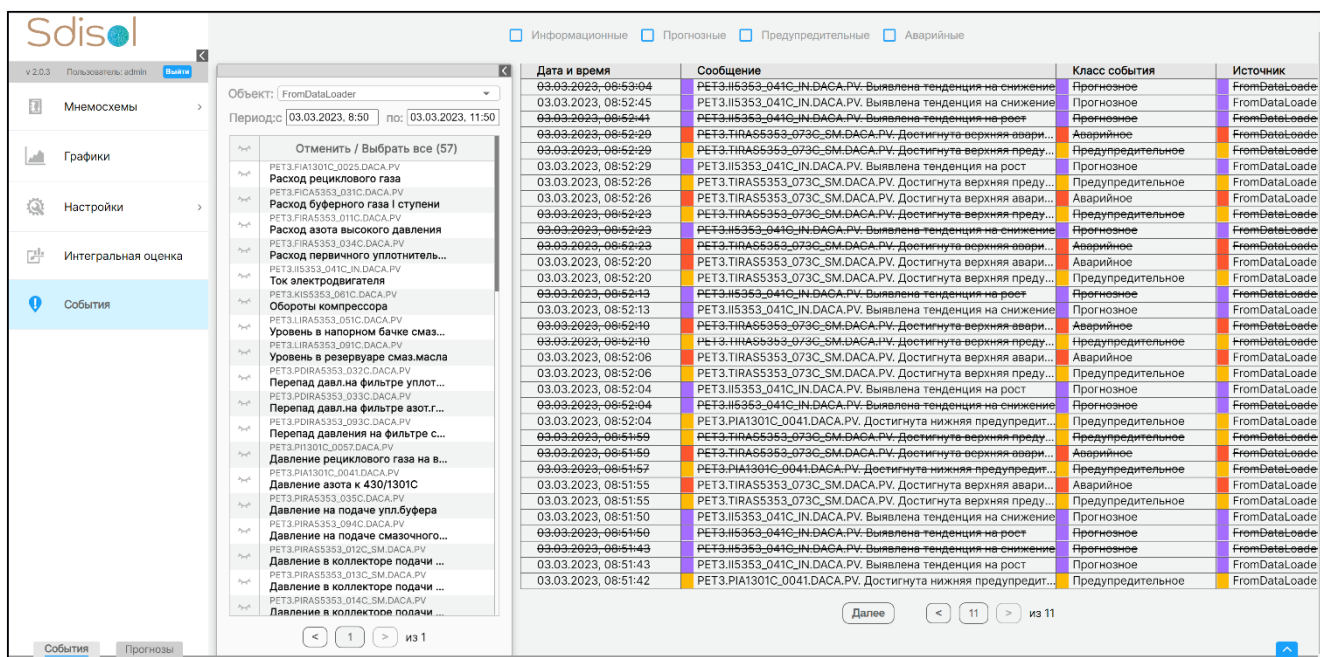 Sdisol
v 2.0.3 Пользователь: admin Выйти
Мнемосхемы
Графики
Настройки
Интегральная оценка
События
События Прогнозы
Объект: FromDataLoader
Период:с 03.03.2023, 8:50 по: 03.03.2023, 11:50
Отменить / Выбрать все (57)
PET3.FIA1301C_0025.DACA.PV
Расход рециклового газа
PET3.FICA5353_031C.DACA.PV
Расход буферного газа I ступени
PET3.FIRA5353_011C.DACA.PV
Расход азота высокого давления
PET3.FIRA5353_034C.DACA.PV
Расход первичного уплотнитель...
PET3.II5353_041C_IN.DACA.PV
Ток электродвигателя
PET3.KIS5353_061C.DACA.PV
Обороты компрессора
PET3.LIRA5353_051C.DACA.PV
Уровень в напорном бачке смаз...
PET3.LIRA5353_091C.DACA.PV
Уровень в резервуаре смаз.масла
PET3.PDIRA5353_032C.DACA.PV
Перепад давл.на фильтре уплот...
PET3.PDIRA5353_033C.DACA.PV
Перепад давл.на фильтре азот.г...
PET3.PDIRA5353_093C.DACA.PV
Перепад давления на фильтре с...
PET3.PI1301C_0057.DACA.PV
Давление рециклового газа на в...
PET3.PIA1301C_0041.DACA.PV
Давление азота к 430/1301C
PET3.PIRA5353_035C.DACA.PV
Давление на подаче упл.буфера
PET3.PIRA5353_094C.DACA.PV
Давление на подаче смазочного...
PET3.PIRAS5353_012C_SM.DACA.PV
Давление в коллекторе подачи ...
PET3.PIRAS5353_013C_SM.DACA.PV
Давление в коллекторе подачи ...
PET3.PIRAS5353_014C_SM.DACA.PV
Давление в коллекторе подачи ...
< 1 > из 1
Информационные Прогнозные Предупредительные Аварийные
Дата и время Сообщение Класс события Источник
03.03.2023, 08:53:04 PET3.II5353_041C_IN.DACA.PV. Выявлена тенденция на снижение Прогнозное FromDataLoade
03.03.2023, 08:52:45 PET3.II5353_041C_IN.DACA.PV. Выявлена тенденция на снижение Прогнозное FromDataLoade
03.03.2023, 08:52:41 PET3.II5353_041C_IN.DACA.PV. Выявлена тенденция на рост Прогнозное FromDataLoade
03.03.2023, 08:52:29 PET3.TIRAS5353_073C_SM.DACA.PV. Достигнута верхняя авари... Аварийное FromDataLoade
03.03.2023, 08:52:29 PET3.TIRAS5353_073C_SM.DACA.PV. Достигнута верхняя преду... Предупредительное FromDataLoade
03.03.2023, 08:52:29 PET3.II5353_041C_IN.DACA.PV. Выявлена тенденция на рост Прогнозное FromDataLoade
03.03.2023, 08:52:26 PET3.TIRAS5353_073C_SM.DACA.PV. Достигнута верхняя преду... Предупредительное FromDataLoade
03.03.2023, 08:52:26 PET3.TIRAS5353_073C_SM.DACA.PV. Достигнута верхняя авари... Аварийное FromDataLoade
03.03.2023, 08:52:23 PET3.TIRAS5353_073C_SM.DACA.PV. Достигнута верхняя преду... Предупредительное FromDataLoade
03.03.2023, 08:52:23 PET3.II5353_041C_IN.DACA.PV. Выявлена тенденция на снижение Прогнозное FromDataLoade
03.03.2023, 08:52:23 PET3.TIRAS5353_073C_SM.DACA.PV. Достигнута верхняя авари... Аварийное FromDataLoade
03.03.2023, 08:52:20 PET3.TIRAS5353_073C_SM.DACA.PV. Достигнута верхняя авари... Аварийное FromDataLoade
03.03.2023, 08:52:20 PET3.TIRAS5353_073C_SM.DACA.PV. Достигнута верхняя преду... Предупредительное FromDataLoade
03.03.2023, 08:52:13 PET3.II5353_041C_IN.DACA.PV. Выявлена тенденция на рост Прогнозное FromDataLoade
03.03.2023, 08:52:13 PET3.II5353_041C_IN.DACA.PV. Выявлена тенденция на снижение Прогнозное FromDataLoade
03.03.2023, 08:52:10 PET3.TIRAS5353_073C_SM.DACA.PV. Достигнута верхняя авари... Аварийное FromDataLoade
03.03.2023, 08:52:10 PET3.TIRAS5353_073C_SM.DACA.PV. Достигнута верхняя преду... Предупредительное FromDataLoade
03.03.2023, 08:52:06 PET3.TIRAS5353_073C_SM.DACA.PV. Достигнута верхняя авари... Аварийное FromDataLoade
03.03.2023, 08:52:06 PET3.TIRAS5353_073C_SM.DACA.PV. Достигнута верхняя преду... Предупредительное FromDataLoade
03.03.2023, 08:52:04 PET3.II5353_041C_IN.DACA.PV. Выявлена тенденция на рост Прогнозное FromDataLoade
03.03.2023, 08:52:04 PET3.II5353_041C_IN.DACA.PV. Выявлена тенденция на снижение Прогнозное FromDataLoade
03.03.2023, 08:52:04 PET3.PIA1301C_0041.DACA.PV. Достигнута нижняя предупредит... Предупредительное FromDataLoade
03.03.2023, 08:51:59 PET3.TIRAS5353_073C_SM.DACA.PV. Достигнута верхняя преду... Предупредительное FromDataLoade
03.03.2023, 08:51:59 PET3.TIRAS5353_073C_SM.DACA.PV. Достигнута верхняя авари... Аварийное FromDataLoade
03.03.2023, 08:51:57 PET3.PIA1301C_0041.DACA.PV. Достигнута нижняя предупредит... Предупредительное FromDataLoade
03.03.2023, 08:51:55 PET3.TIRAS5353_073C_SM.DACA.PV. Достигнута верхняя авари... Аварийное FromDataLoade
03.03.2023, 08:51:55 PET3.TIRAS5353_073C_SM.DACA.PV. Достигнута верхняя преду... Предупредительное FromDataLoade
03.03.2023, 08:51:50 PET3.II5353_041C_IN.DACA.PV. Выявлена тенденция на снижение Прогнозное FromDataLoade
03.03.2023, 08:51:50 PET3.II5353_041C_IN.DACA.PV. Выявлена тенденция на рост Прогнозное FromDataLoade
03.03.2023, 08:51:43 PET3.II5353_041C_IN.DACA.PV. Выявлена тенденция на снижение Прогнозное FromDataLoade
03.03.2023, 08:51:43 PET3.II5353_041C_IN.DACA.PV. Выявлена тенденция на рост Прогнозное FromDataLoade
03.03.2023, 08:51:42 PET3.PIA1301C_0041.DACA.PV. Достигнута нижняя предупредит... Предупредительное FromDataLoade
Далее < 11 > из 11